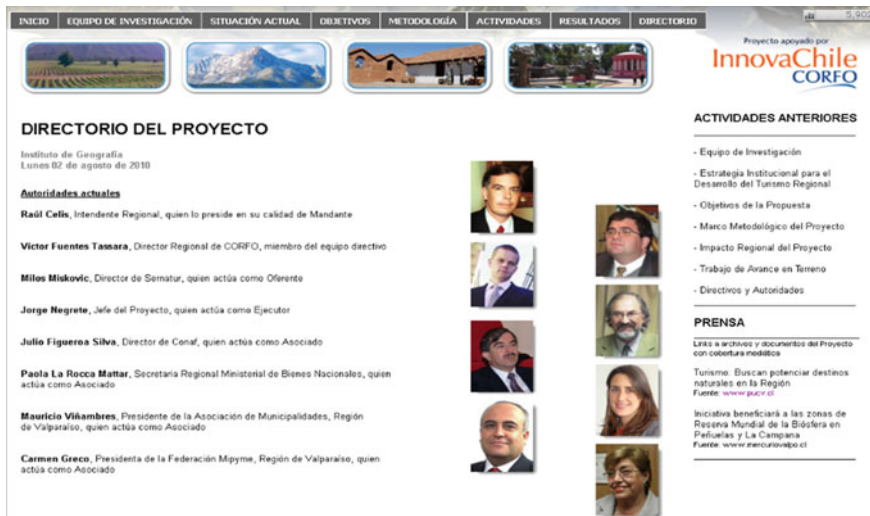 INICIO EQUIPO DE INVESTIGACIÓN SITUACIÓN ACTUAL OBJETIVOS METODOLOGÍA ACTIVIDADES RESULTADOS DIRECTORIO
5,902
Proyecto apoyado por
InnovaChile
CORFO
DIRECTORIO DEL PROYECTO
Instituto de Geografía
Lunes 02 de agosto de 2010
Autoridades actuales
Raúl Celis, Intendente Regional, quien lo preside en su calidad de Mandante
Víctor Fuentes Tassara, Director Regional de CORFO, miembro del equipo directivo
Milos Miskovic, Director de Sernatur, quien actúa como Oferente
Jorge Negrete, Jefe del Proyecto, quien actúa como Ejecutor
Julio Figueroa Silva, Director de Conaf, quien actúa como Asociado
Paola La Rocca Mattar, Secretaria Regional Ministerial de Bienes Nacionales, quien
actúa como Asociado
Mauricio Viñambres, Presidente de la Asociación de Municipalidades, Región
de Valparaíso, quien actúa como Asociado
Carmen Greco, Presidenta de la Federación Mipyme, Región de Valparaíso, quien
actúa como Asociado
ACTIVIDADES ANTERIORES
- Equipo de Investigación
- Estrategia Institucional para el
Desarrollo del Turismo Regional
- Objetivos de la Propuesta
- Marco Metodológico del Proyecto
- Impacto Regional del Proyecto
- Trabajo de Avance en Terreno
- Directivos y Autoridades
PRENSA
Links a archivos y documentos del Proyecto
con cobertura mediática
Turismo: Buscan potenciar destinos
naturales en la Región
Fuente: www.pucv.cl
Iniciativa beneficiará a las zonas de
Reserva Mundial de la Biósfera en
Peñuelas y La Campana
Fuente: www.mercuriovalpo.cl